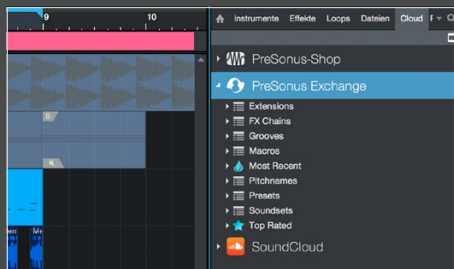 9 10
Instrumente Effekte Loops Dateien Cloud
PreSonus-Shop
PreSonus Exchange
Extensions
FX Chains
Grooves
Macros
Most Recent
Pitchnames
Presets
Soundsets
Top Rated
SoundCloud